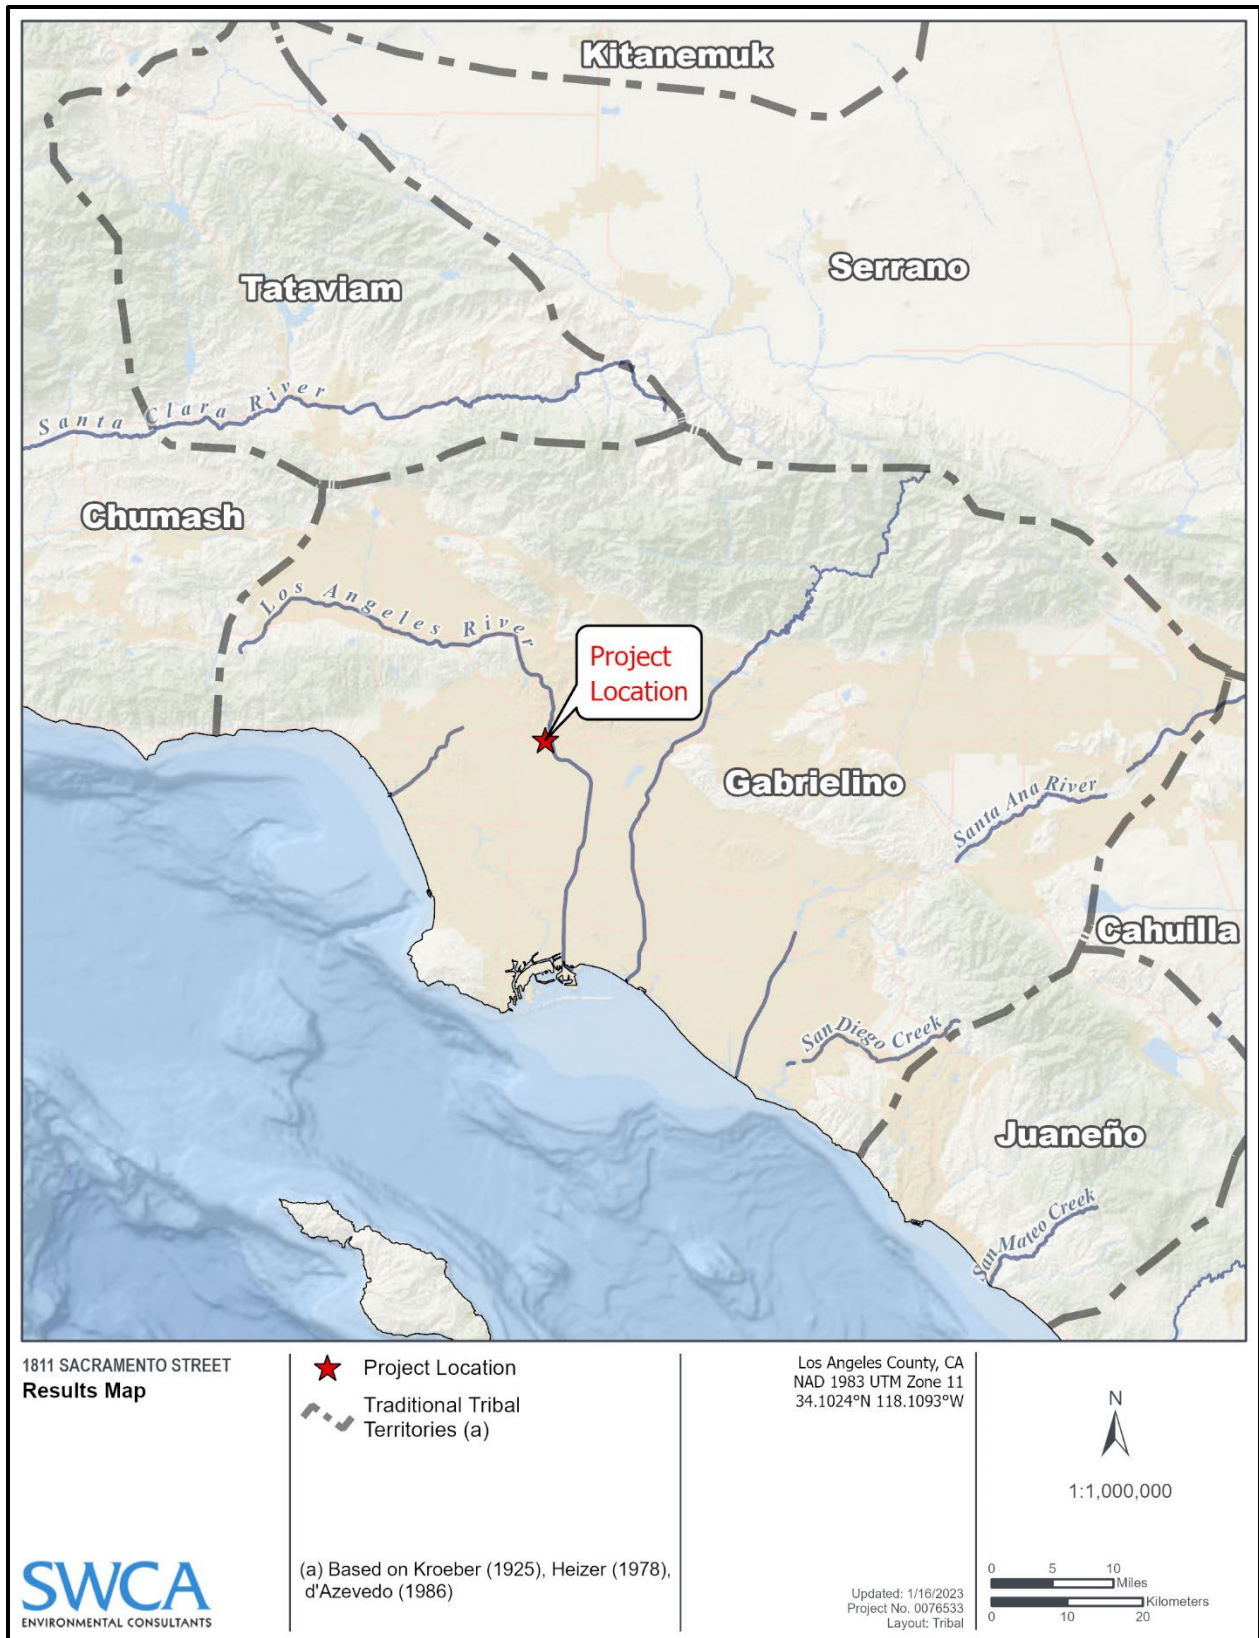 Kitanemuk
Serrano
Tataviam
Santa Clara River
Chumash
Los Angeles River
Project
Location
Gabrielino
Santa Ana River
Cahuilla
San Diego Creek
Juaneño
San Mateo Creek
1811 SACRAMENTO STREET
Results Map
Project Location
Traditional Tribal
Territories (a)
(a) Based on Kroeber (1925), Heizer (1978),
d'Azevedo (1986)
SWCA
ENVIRONMENTAL CONSULTANTS
Los Angeles County, CA
NAD 1983 UTM Zone 11
34.1024°N 118.1093°W
Updated: 1/16/2023
Project No. 0076533
Layout: Tribal
N
1:1,000,000
0 5 10
Miles
Kilometers
0 10 20